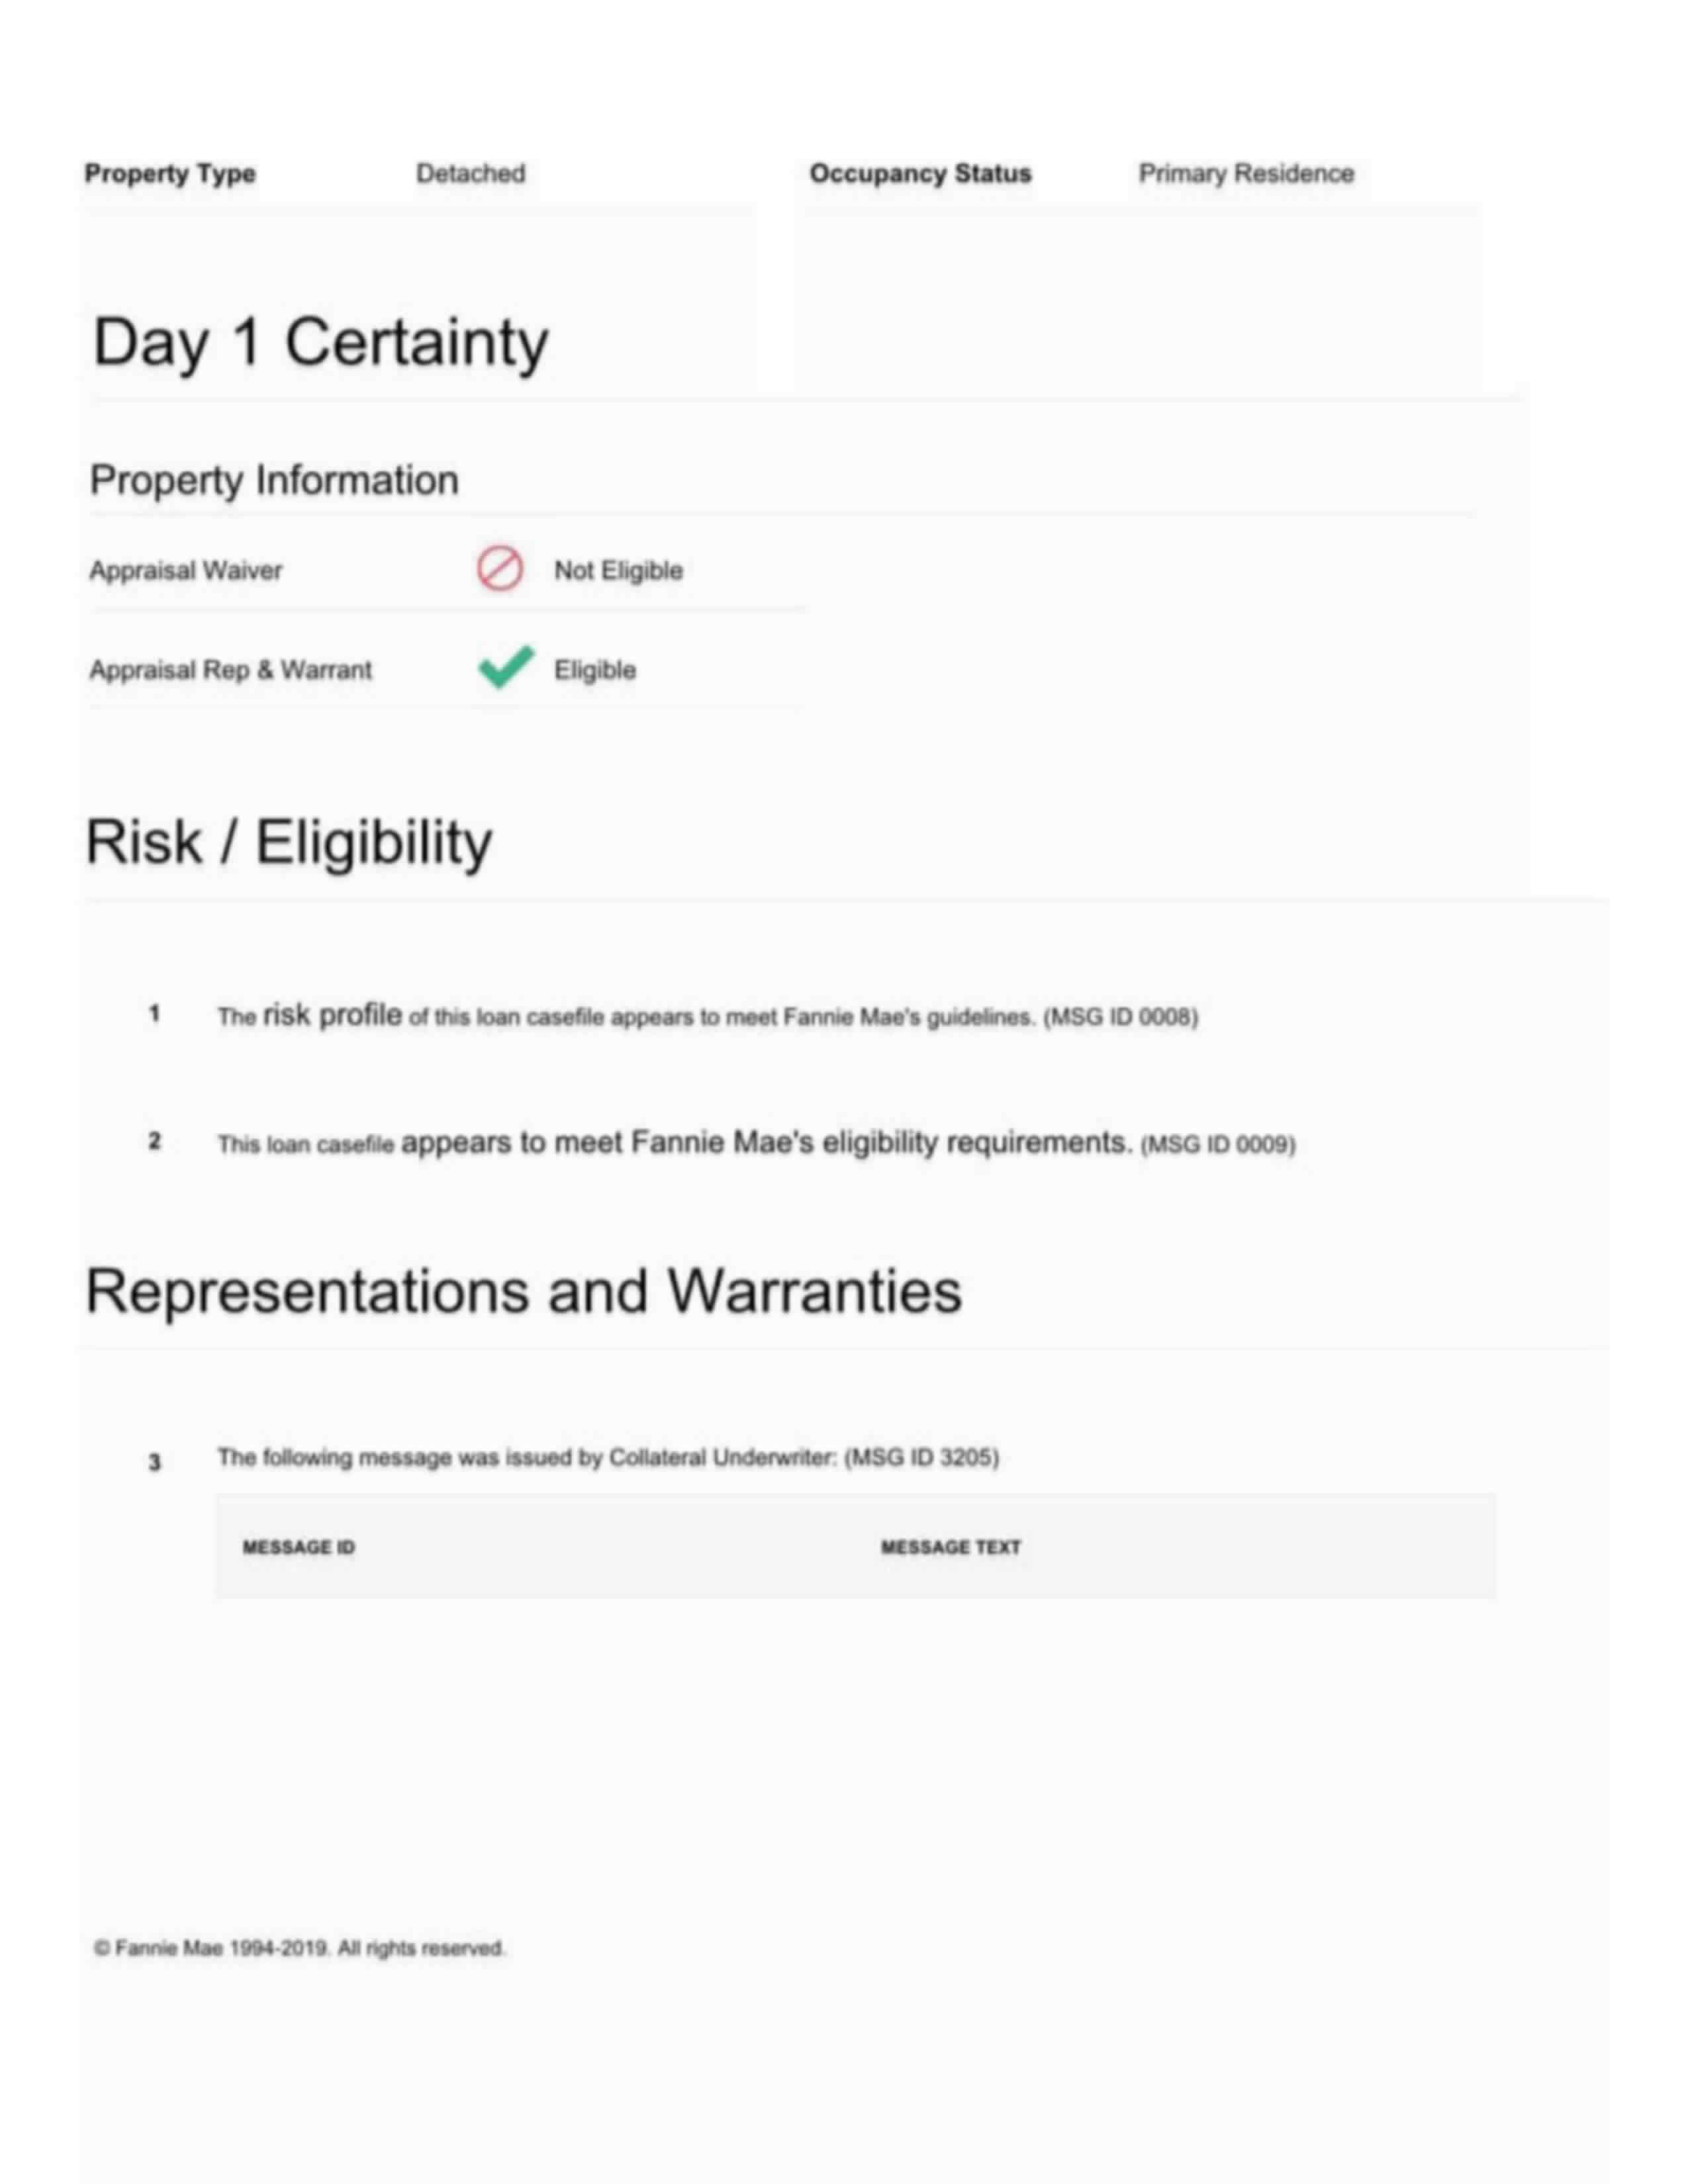 Property Type Detached Occupancy Status Primary Residence
Day 1 Certainty
Property Information
Appraisal Waiver Not Eligible
Appraisal Rep & Warrant Eligible
Risk / Eligibility
1 The risk profile of this loan casefile appears to meet Fannie Mae's guidelines. (MSG ID 0008)
2 This loan casefile appears to meet Fannie Mae's eligibility requirements. (MSG ID 0009)
Representations and Warranties
3 The following message was issued by Collateral Underwriter: (MSG ID 3205)
MESSAGE ID MESSAGE TEXT
© Fannie Mae 1994-2019. All rights reserved.